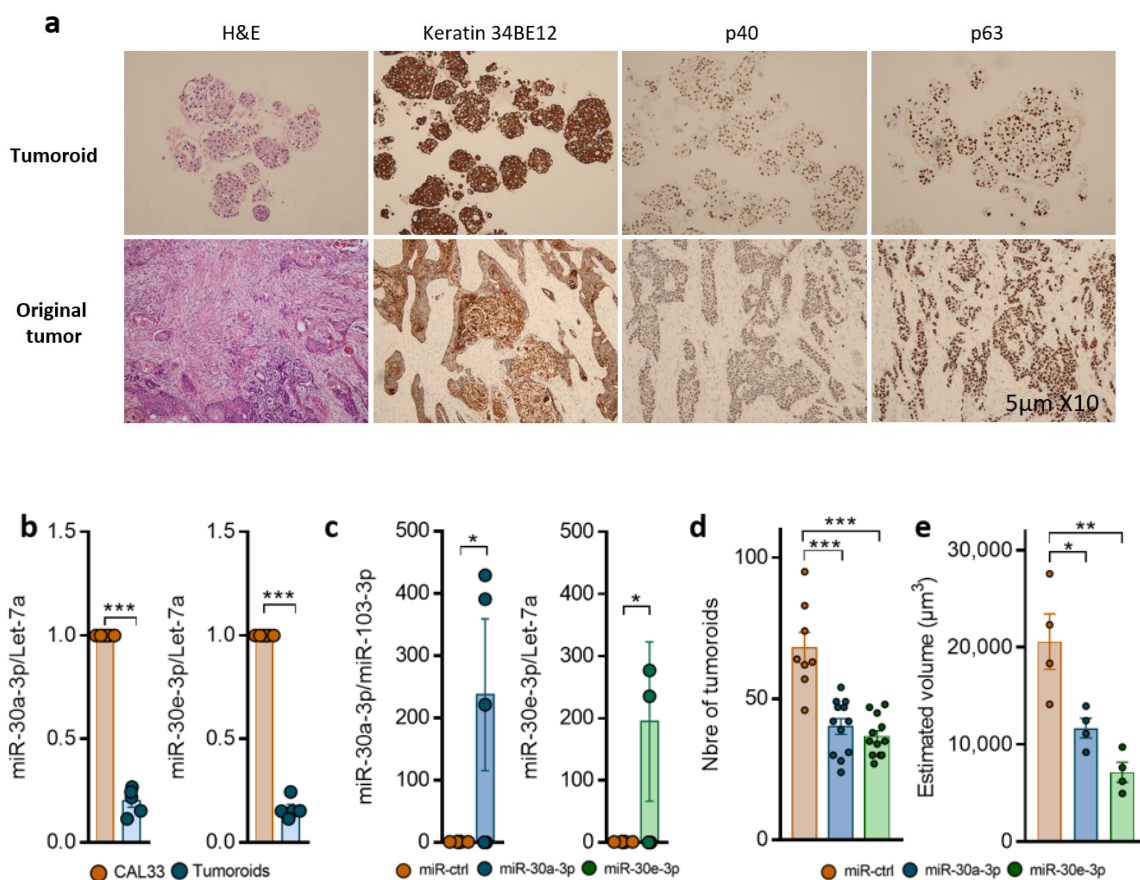 a
H&E
Keratin 34BE12
p40
p63
Tumoroid
Original
tumor
5µm X10
b
miR-30a-3p/Let-7a
1.5
1.0
0.5
0.0
***
miR-30e-3p/Let-7a
1.5
1.0
0.5
0.0
***
CAL33
Tumoroids
c
miR-30a-3p/miR-103-3p
500
400
300
200
100
0
*
miR-30e-3p/Let-7a
500
400
300
200
100
0
*
miR-ctrl
miR-30a-3p
miR-30e-3p
d
Nbre of tumoroids
100
50
0
***
***
e
Estimated volume (µm³)
30,000
20,000
10,000
0
**
*
miR-ctrl
miR-30a-3p
miR-30e-3p